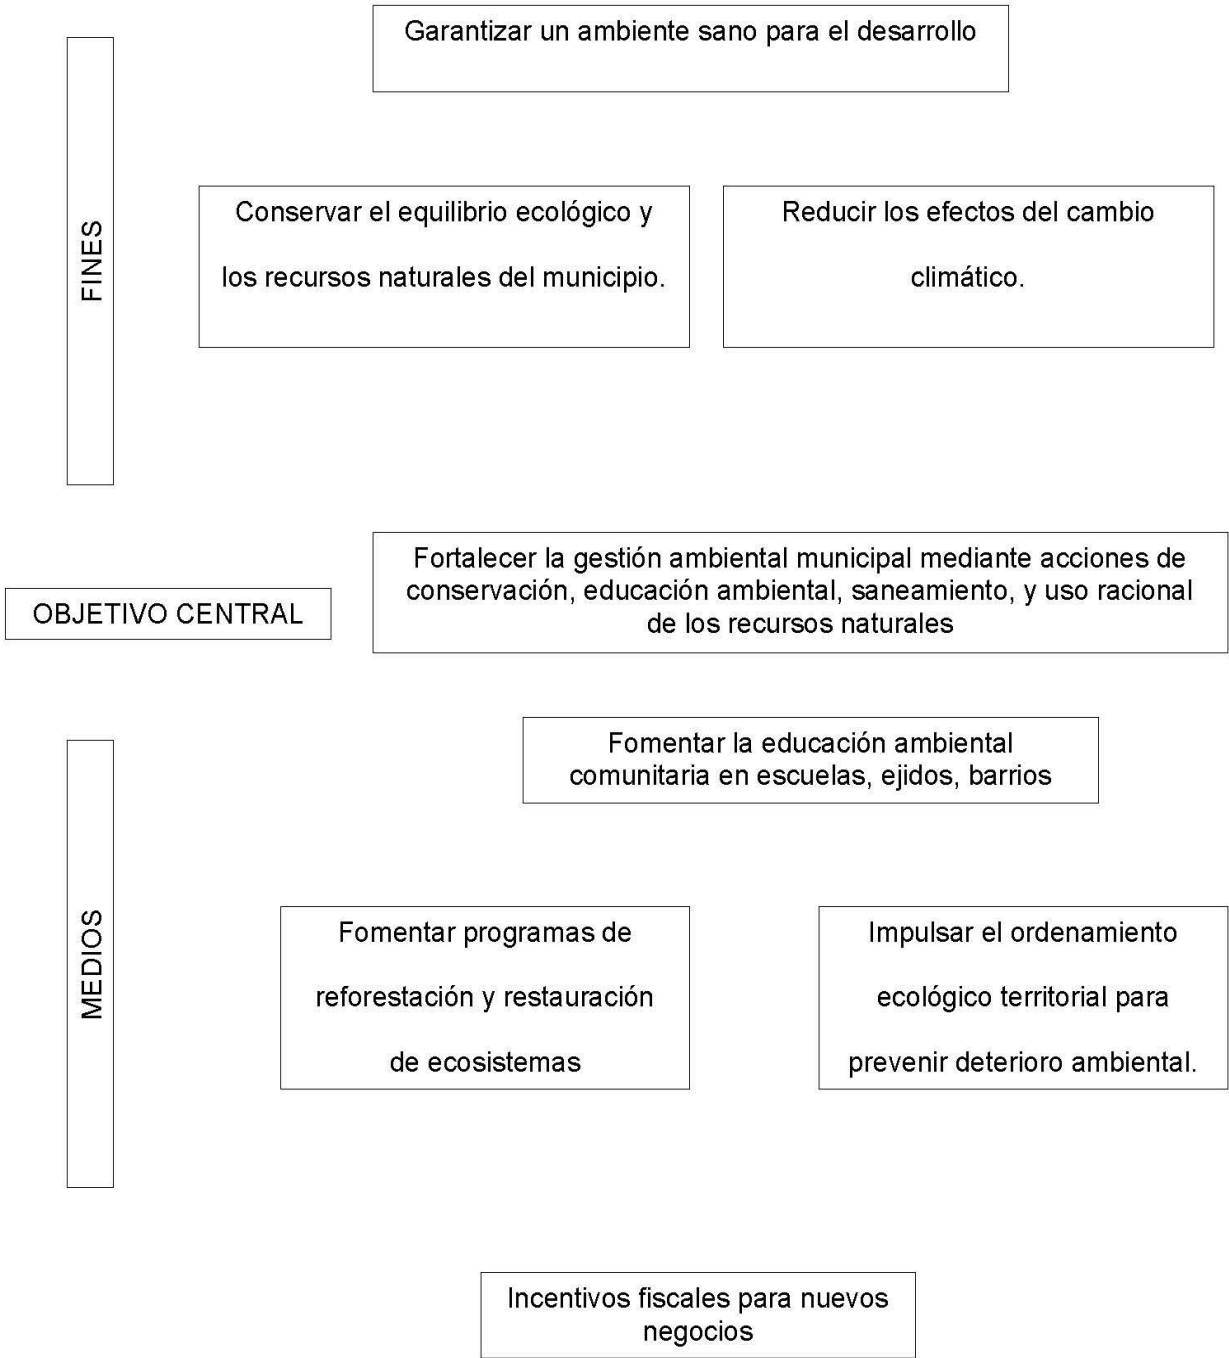 Garantizar un ambiente sano para el desarrollo
FINES
Conservar el equilibrio ecológico y
los recursos naturales del municipio.
Reducir los efectos del cambio
climático.
OBJETIVO CENTRAL
Fortalecer la gestión ambiental municipal mediante acciones de
conservación, educación ambiental, saneamiento, y uso racional
de los recursos naturales
Fomentar la educación ambiental
comunitaria en escuelas, ejidos, barrios
MEDIOS
Fomentar programas de
reforestación y restauración
de ecosistemas
Impulsar el ordenamiento
ecológico territorial para
prevenir deterioro ambiental.
Incentivos fiscales para nuevos
negocios